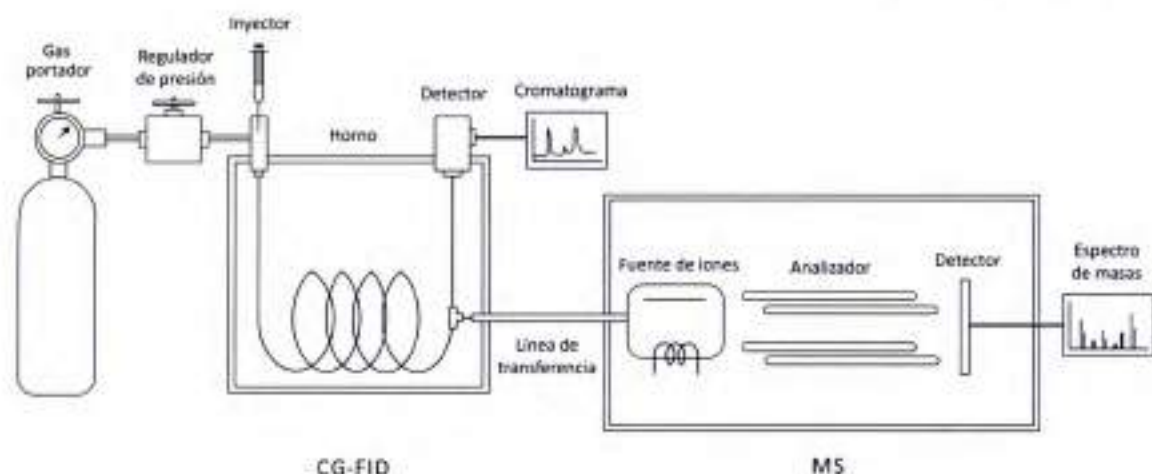 Inyector
Gas
portador
Regulador
de presión
Detector
Cromatograma
Horno
Fuente de iones
Analizador
Detector
Espectro
de masas
Línea de
transferencia
CG-FID
MS